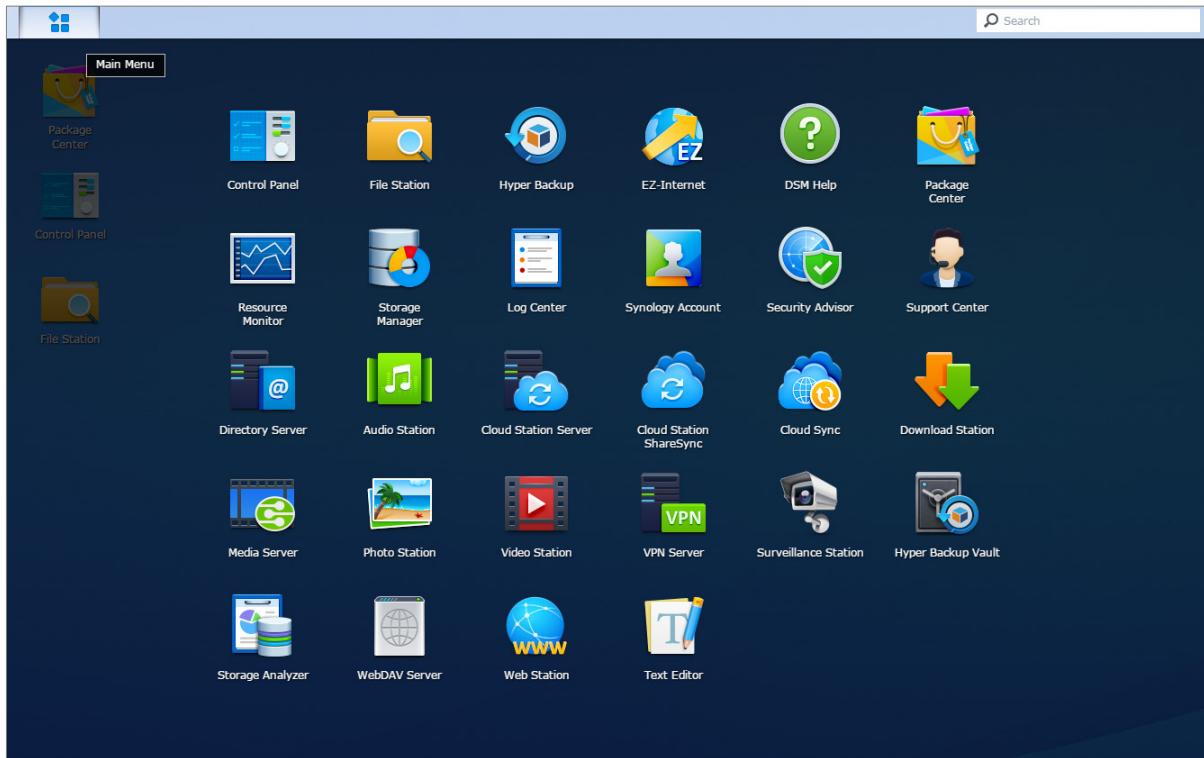 Search
Main Menu
Package
Center
Control Panel
File Station
Control Panel
File Station
Hyper Backup
EZ
EZ-Internet
?
DSM Help
Package
Center
Resource
Monitor
Storage
Manager
Log Center
Synology Account
Security Advisor
Support Center
@
Directory Server
Audio Station
Cloud Station Server
Cloud Station
ShareSync
Cloud Sync
Download Station
Media Server
Photo Station
Video Station
VPN
VPN Server
Surveillance Station
Hyper Backup Vault
Storage Analyzer
WebDAV Server
WWW
Web Station
T
Text Editor